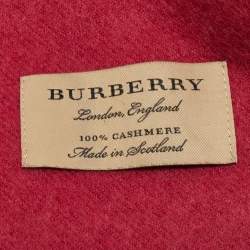 BURBERRY
London, England
100% CASHMERE
Made in Scotland